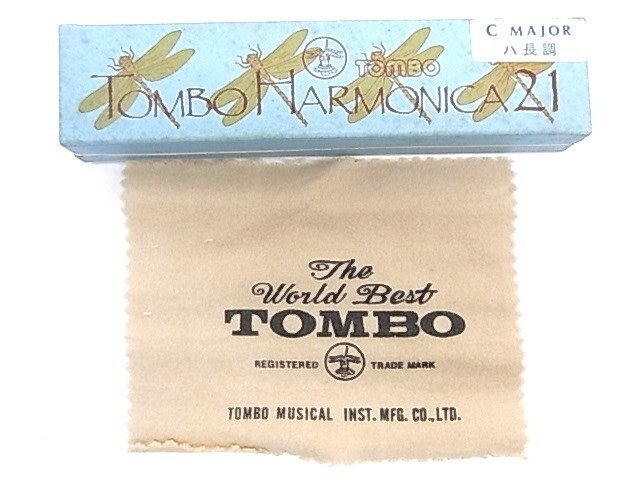 C MAJOR
ハ長調
TOMBO
TOMBO HARMONICA 21
The
World Best
TOMBO
REGISTERED TRADE MARK
TOMBO MUSICAL INST. MFG. CO.,LTD.